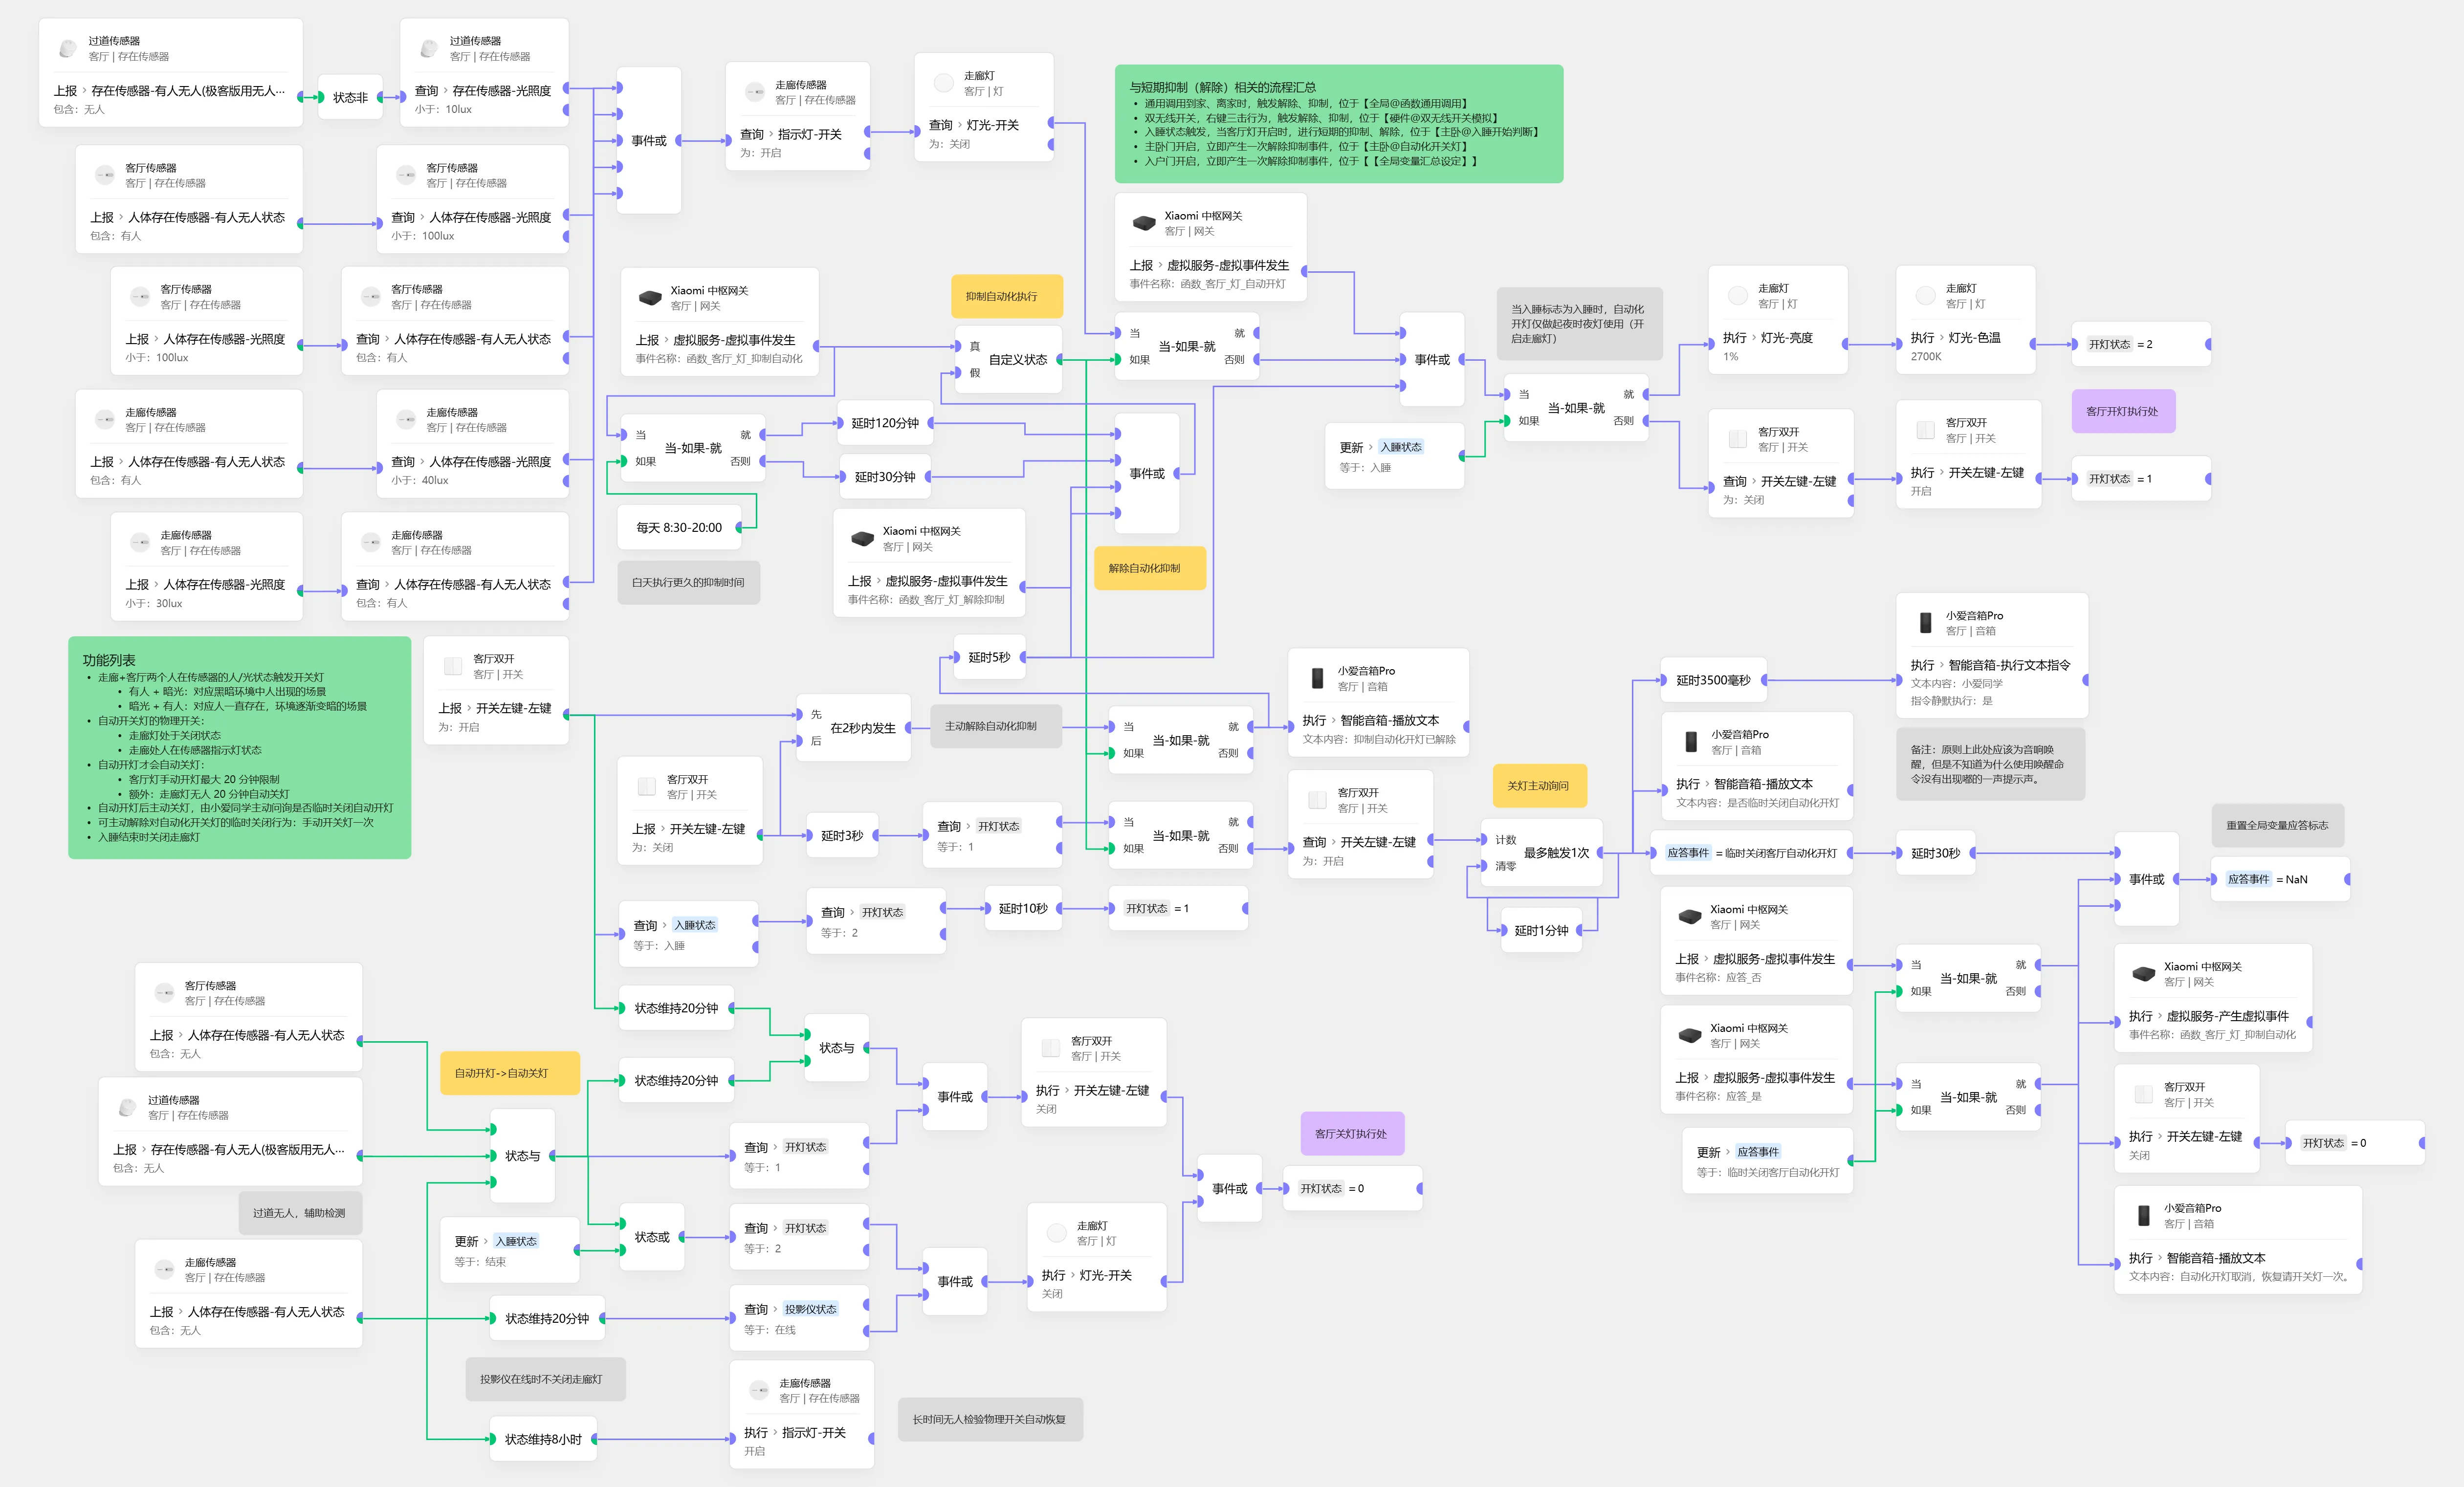 过道传感器
客厅 | 存在传感器
上报 › 存在传感器-有人无人(极客版用无人...
包含：无人
状态非
过道传感器
客厅 | 存在传感器
查询 › 存在传感器-光照度
小于：10lux
客厅传感器
客厅 | 存在传感器
上报 › 人体存在传感器-有人无人状态
包含：有人
客厅传感器
客厅 | 存在传感器
查询 › 人体存在传感器-光照度
小于：100lux
客厅传感器
客厅 | 存在传感器
上报 › 人体存在传感器-光照度
小于：100lux
客厅传感器
客厅 | 存在传感器
查询 › 人体存在传感器-有人无人状态
包含：有人
走廊传感器
客厅 | 存在传感器
上报 › 人体存在传感器-有人无人状态
包含：有人
走廊传感器
客厅 | 存在传感器
查询 › 人体存在传感器-光照度
小于：40lux
走廊传感器
客厅 | 存在传感器
上报 › 人体存在传感器-光照度
小于：30lux
走廊传感器
客厅 | 存在传感器
查询 › 人体存在传感器-有人无人状态
包含：有人
事件或
走廊传感器
客厅 | 存在传感器
查询 › 指示灯-开关
为：开启
走廊灯
客厅 | 灯
查询 › 灯光-开关
为：关闭
与短期抑制（解除）相关的流程汇总
• 通用调用到家、离家时，触发解除、抑制，位于【全局@函数通用调用】
• 双无线开关，右键三击行为，触发解除、抑制，位于【硬件@双无线开关模拟】
• 入睡状态触发，当客厅灯开启时，进行短期的抑制、解除，位于【主卧@入睡开始判断】
• 主卧门开启，立即产生一次解除抑制事件，位于【主卧@自动化开关灯】
• 入户门开启，立即产生一次解除抑制事件，位于【【全局变量汇总设定】】
Xiaomi 中枢网关
客厅 | 网关
上报 › 虚拟服务-虚拟事件发生
事件名称：函数_客厅_灯_自动开灯
Xiaomi 中枢网关
客厅 | 网关
上报 › 虚拟服务-虚拟事件发生
事件名称：函数_客厅_灯_抑制自动化
抑制自动化执行
真
自定义状态
假
当
就
当-如果-就
如果
否则
事件或
当入睡标志为入睡时，自动化
开灯仅做起夜时夜灯使用（开
启走廊灯）
走廊灯
客厅 | 灯
执行 › 灯光-亮度
1%
走廊灯
客厅 | 灯
执行 › 灯光-色温
2700K
开灯状态 = 2
当
就
当-如果-就
如果
否则
客厅开灯执行处
更新 › 入睡状态
等于：入睡
客厅双开
客厅 | 开关
查询 › 开关左键-左键
为：关闭
客厅双开
客厅 | 开关
执行 › 开关左键-左键
开启
开灯状态 = 1
当
就
当-如果-就
如果
否则
延时120分钟
延时30分钟
事件或
每天 8:30-20:00
白天执行更久的抑制时间
Xiaomi 中枢网关
客厅 | 网关
上报 › 虚拟服务-虚拟事件发生
事件名称：函数_客厅_灯_解除抑制
解除自动化抑制
延时5秒
功能列表
• 走廊+客厅两个人在传感器的人/光状态触发开关灯
• 有人 + 暗光：对应黑暗环境中人出现的场景
• 暗光 + 有人：对应人一直存在，环境逐渐变暗的场景
• 自动开关灯的物理开关：
• 走廊灯处于关闭状态
• 走廊处人在传感器指示灯状态
• 自动开灯才会自动关灯：
• 客厅灯手动开灯最大 20 分钟限制
• 额外：走廊灯无人 20 分钟自动关灯
• 自动开灯后主动关灯，由小爱同学主动问询是否临时关闭自动开灯
• 可主动解除对自动化开关灯的临时关闭行为：手动开关灯一次
• 入睡结束时关闭走廊灯
客厅双开
客厅 | 开关
上报 › 开关左键-左键
为：开启
先
在2秒内发生
后
主动解除自动化抑制
当
就
当-如果-就
如果
否则
小爱音箱Pro
客厅 | 音箱
执行 › 智能音箱-播放文本
文本内容：抑制自动化开灯已解除
客厅双开
客厅 | 开关
上报 › 开关左键-左键
为：关闭
延时3秒
查询 › 开灯状态
等于：1
当
就
当-如果-就
如果
否则
客厅双开
客厅 | 开关
查询 › 开关左键-左键
为：开启
关灯主动询问
计数
最多触发1次
清零
延时1分钟
延时3500毫秒
小爱音箱Pro
客厅 | 音箱
执行 › 智能音箱-执行文本指令
文本内容：小爱同学
指令静默执行：是
小爱音箱Pro
客厅 | 音箱
执行 › 智能音箱-播放文本
文本内容：是否临时关闭自动化开灯
备注：原则上此处应该为音响唤
醒，但是不知道为什么使用唤醒命
令没有出现嘟的一声提示声。
应答事件 = 临时关闭客厅自动化开灯
延时30秒
事件或
重置全局变量应答标志
应答事件 = NaN
查询 › 入睡状态
等于：入睡
查询 › 开灯状态
等于：2
延时10秒
开灯状态 = 1
Xiaomi 中枢网关
客厅 | 网关
上报 › 虚拟服务-虚拟事件发生
事件名称：应答_否
当
就
当-如果-就
如果
否则
Xiaomi 中枢网关
客厅 | 网关
执行 › 虚拟服务-产生虚拟事件
事件名称：函数_客厅_灯_抑制自动化
Xiaomi 中枢网关
客厅 | 网关
上报 › 虚拟服务-虚拟事件发生
事件名称：应答_是
当
就
当-如果-就
如果
否则
客厅双开
客厅 | 开关
执行 › 开关左键-左键
关闭
开灯状态 = 0
更新 › 应答事件
等于：临时关闭客厅自动化开灯
小爱音箱Pro
客厅 | 音箱
执行 › 智能音箱-播放文本
文本内容：自动化开灯取消，恢复请开关灯一次。
客厅传感器
客厅 | 存在传感器
上报 › 人体存在传感器-有人无人状态
包含：无人
自动开灯->自动关灯
状态维持20分钟
状态维持20分钟
状态与
过道传感器
客厅 | 存在传感器
上报 › 存在传感器-有人无人(极客版用无人...
包含：无人
过道无人，辅助检测
状态与
事件或
客厅双开
客厅 | 开关
执行 › 开关左键-左键
关闭
查询 › 开灯状态
等于：1
客厅关灯执行处
事件或
开灯状态 = 0
更新 › 入睡状态
等于：结束
状态或
查询 › 开灯状态
等于：2
走廊传感器
客厅 | 存在传感器
上报 › 人体存在传感器-有人无人状态
包含：无人
状态维持20分钟
查询 › 投影仪状态
等于：在线
事件或
走廊灯
客厅 | 灯
执行 › 灯光-开关
关闭
投影仪在线时不关闭走廊灯
状态维持8小时
走廊传感器
客厅 | 存在传感器
执行 › 指示灯-开关
开启
长时间无人检验物理开关自动恢复